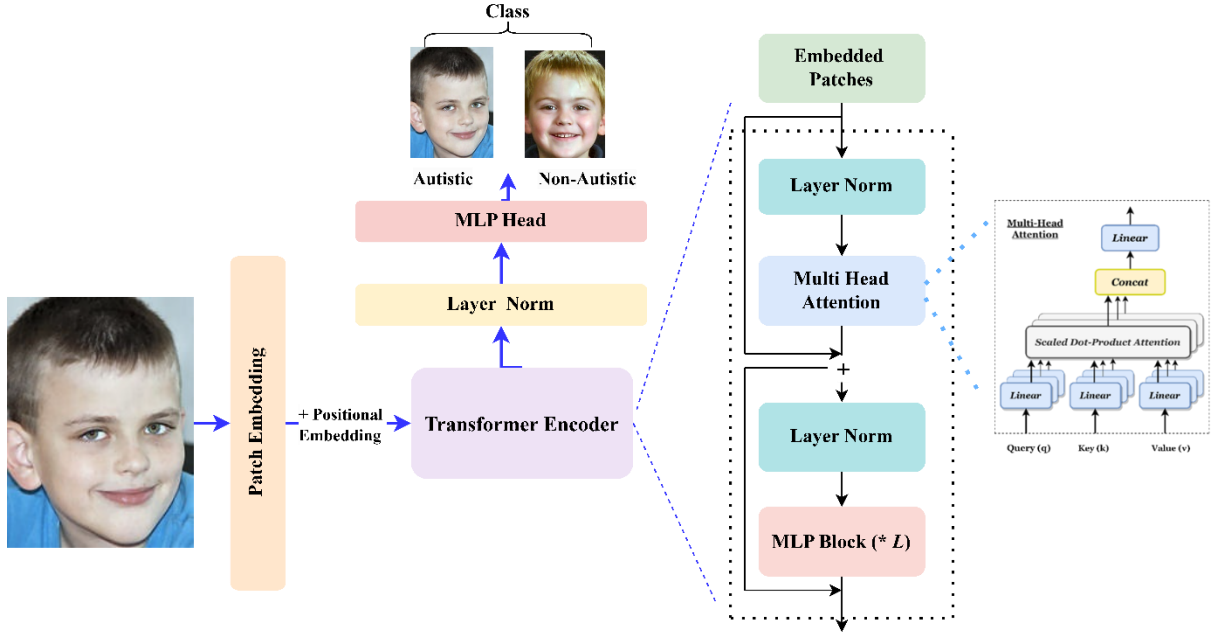 Class
Autistic
Non-Autistic
MLP Head
Layer Norm
Patch Embedding
+ Positional
Embedding
Transformer Encoder
Embedded
Patches
Layer Norm
Multi Head
Attention
+
Layer Norm
MLP Block (* L)
Multi-Head
Attention
Linear
Concat
Scaled Dot-Product Attention
Linear
Linear
Linear
Query (q)
Key (k)
Value (v)